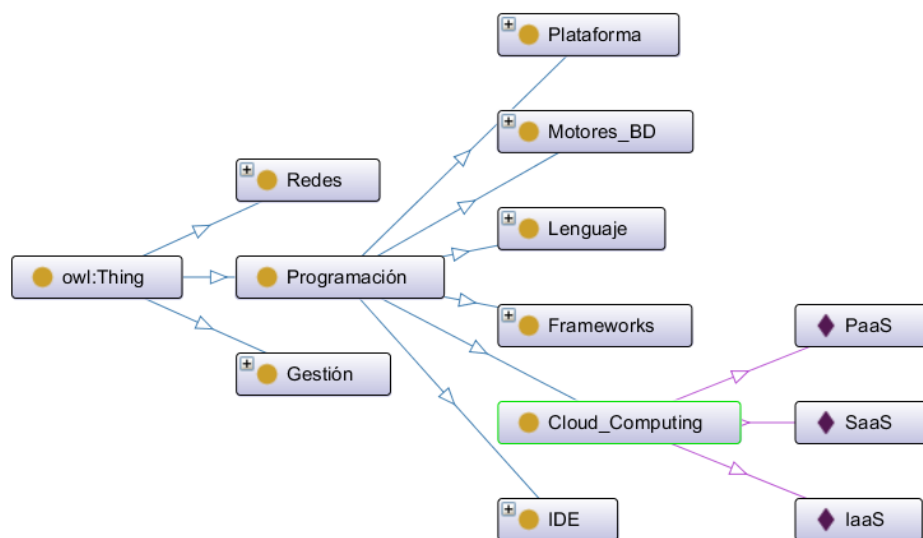 Plataforma
Motores_BD
Redes
Lenguaje
owl:Thing
Programación
Frameworks
PaaS
Gestión
Cloud_Computing
SaaS
IDE
IaaS